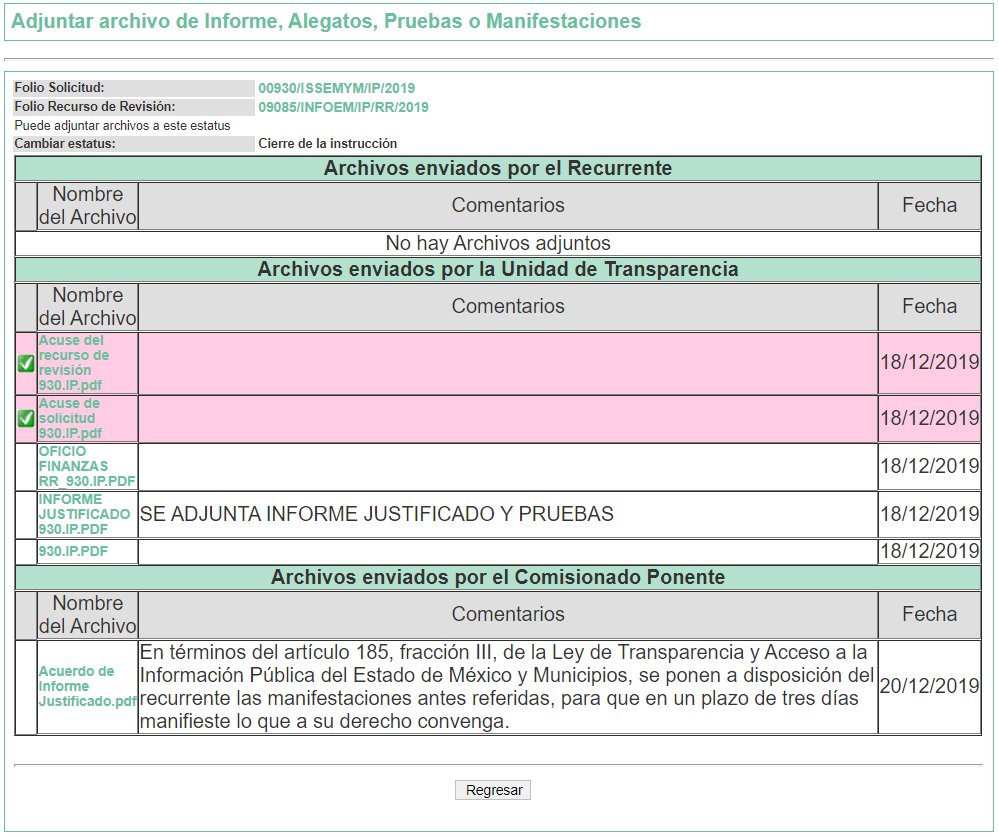 Adjuntar archivo de Informe, Alegatos, Pruebas o Manifestaciones
Folio Solicitud: 00930/ISSEMYM/IP/2019
Folio Recurso de Revisión: 09085/INFOEM/IP/RR/2019
Puede adjuntar archivos a este estatus
Cambiar estatus: Cierre de la instrucción
Archivos enviados por el Recurrente
Nombre
del Archivo
Comentarios
Fecha
No hay Archivos adjuntos
Archivos enviados por la Unidad de Transparencia
Nombre
del Archivo
Comentarios
Fecha
Acuse del
recurso de
revisión
930.IP.pdf
18/12/2019
Acuse de
solicitud
930.IP.pdf
18/12/2019
OFICIO
FINANZAS
RR_930.IP.PDF
18/12/2019
INFORME
JUSTIFICADO
930.IP.PDF
SE ADJUNTA INFORME JUSTIFICADO Y PRUEBAS
18/12/2019
930.IP.PDF
18/12/2019
Archivos enviados por el Comisionado Ponente
Nombre
del Archivo
Comentarios
Fecha
Acuerdo de
Informe
Justificado.pdf
En términos del artículo 185, fracción III, de la Ley de Transparencia y Acceso a la
Información Pública del Estado de México y Municipios, se ponen a disposición del
recurrente las manifestaciones antes referidas, para que en un plazo de tres días
manifieste lo que a su derecho convenga.
20/12/2019
Regresar